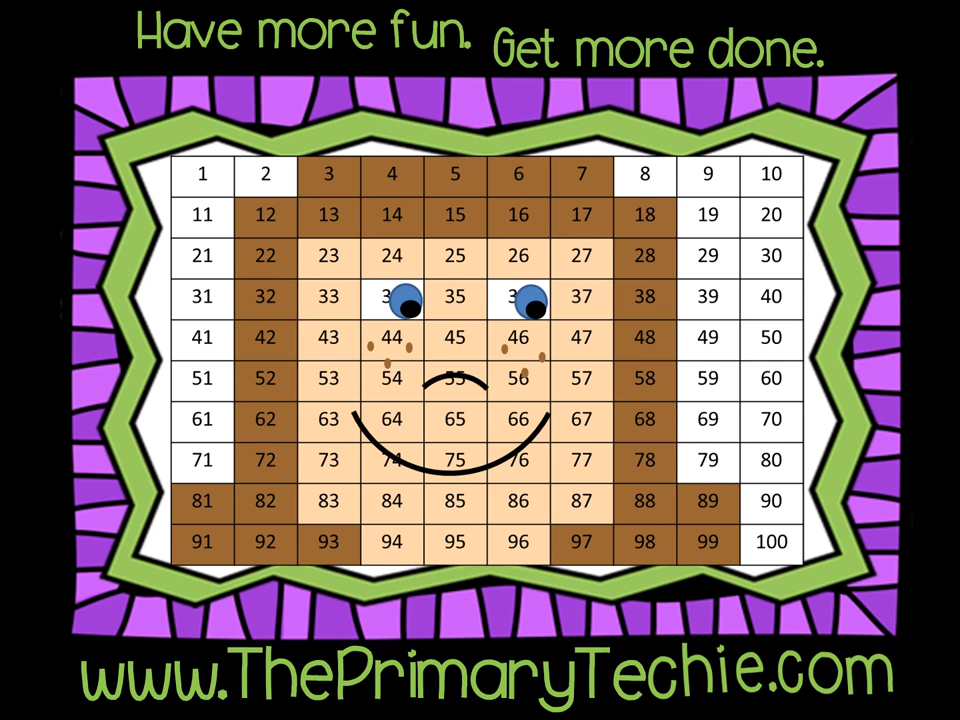 Have more fun. Get more done.
1 2 3 4 5 6 7 8 9 10
11 12 13 14 15 16 17 18 19 20
21 22 23 24 25 26 27 28 29 30
31 32 33 35 37 38 39 40
41 42 43 44 45 46 47 48 49 50
51 52 53 54 55 56 57 58 59 60
61 62 63 64 65 66 67 68 69 70
71 72 73 74 75 76 77 78 79 80
81 82 83 84 85 86 87 88 89 90
91 92 93 94 95 96 97 98 99 100
www.ThePrimaryTechie.com